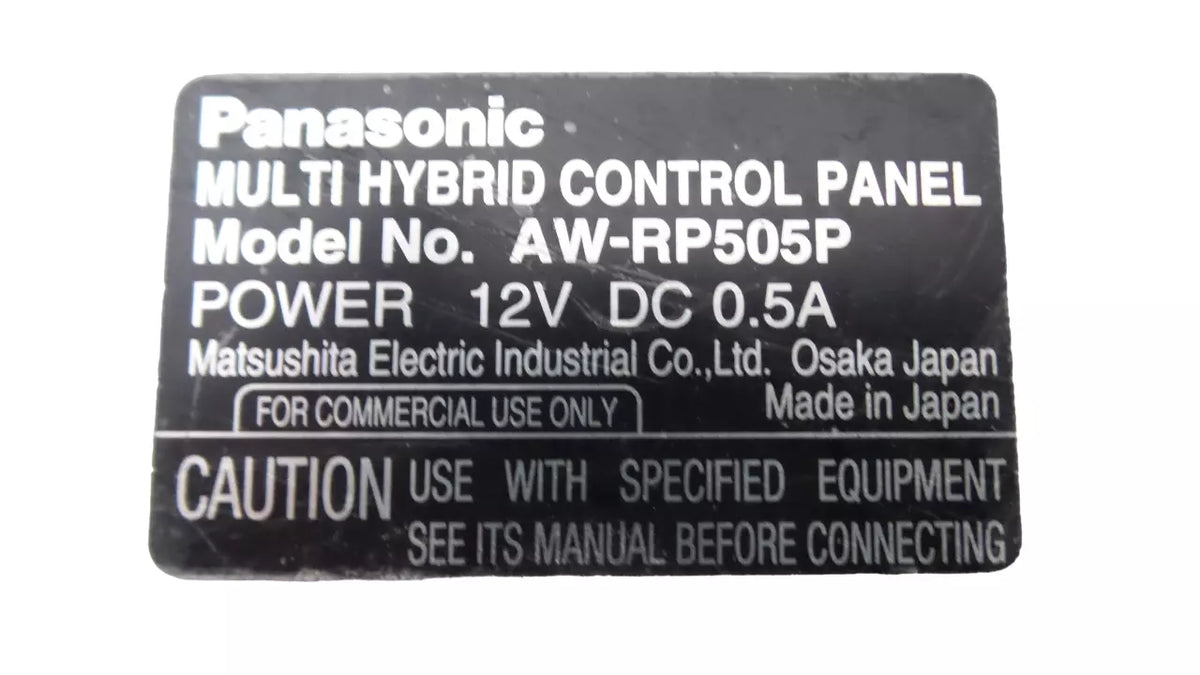 Panasonic
MULTI HYBRID CONTROL PANEL
Model No. AW-RP505P
POWER 12V DC 0.5A
Matsushita Electric Industrial Co.,Ltd. Osaka Japan
FOR COMMERCIAL USE ONLY Made in Japan
CAUTION USE WITH SPECIFIED EQUIPMENT
SEE ITS MANUAL BEFORE CONNECTING